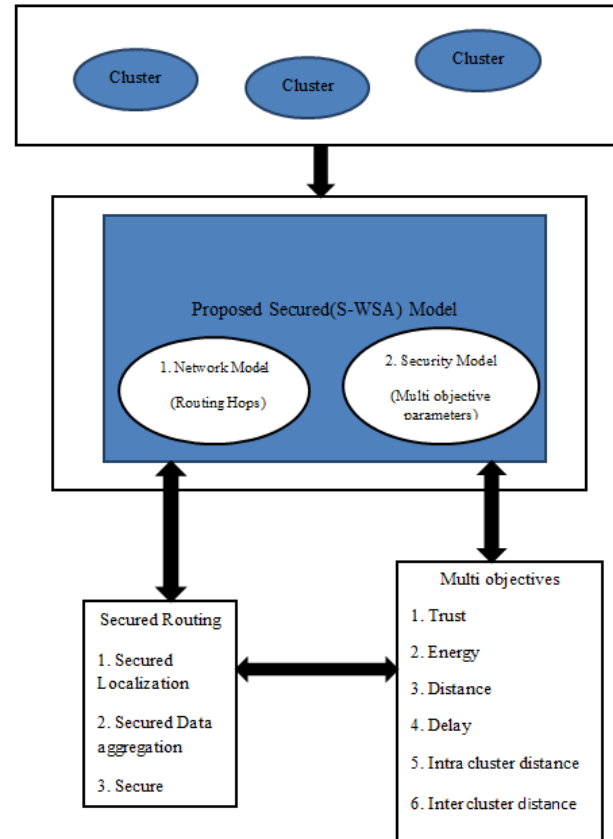 Cluster
Cluster
Cluster
Proposed Secured(S-WSA) Model
1. Network Model
(Routing Hops)
2. Security Model
(Multi objective
parameters)
Secured Routing
1. Secured
Localization
2. Secured Data
aggregation
3. Secure
Multi objectives
1. Trust
2. Energy
3. Distance
4. Delay
5. Intra cluster distance
6. Inter cluster distance